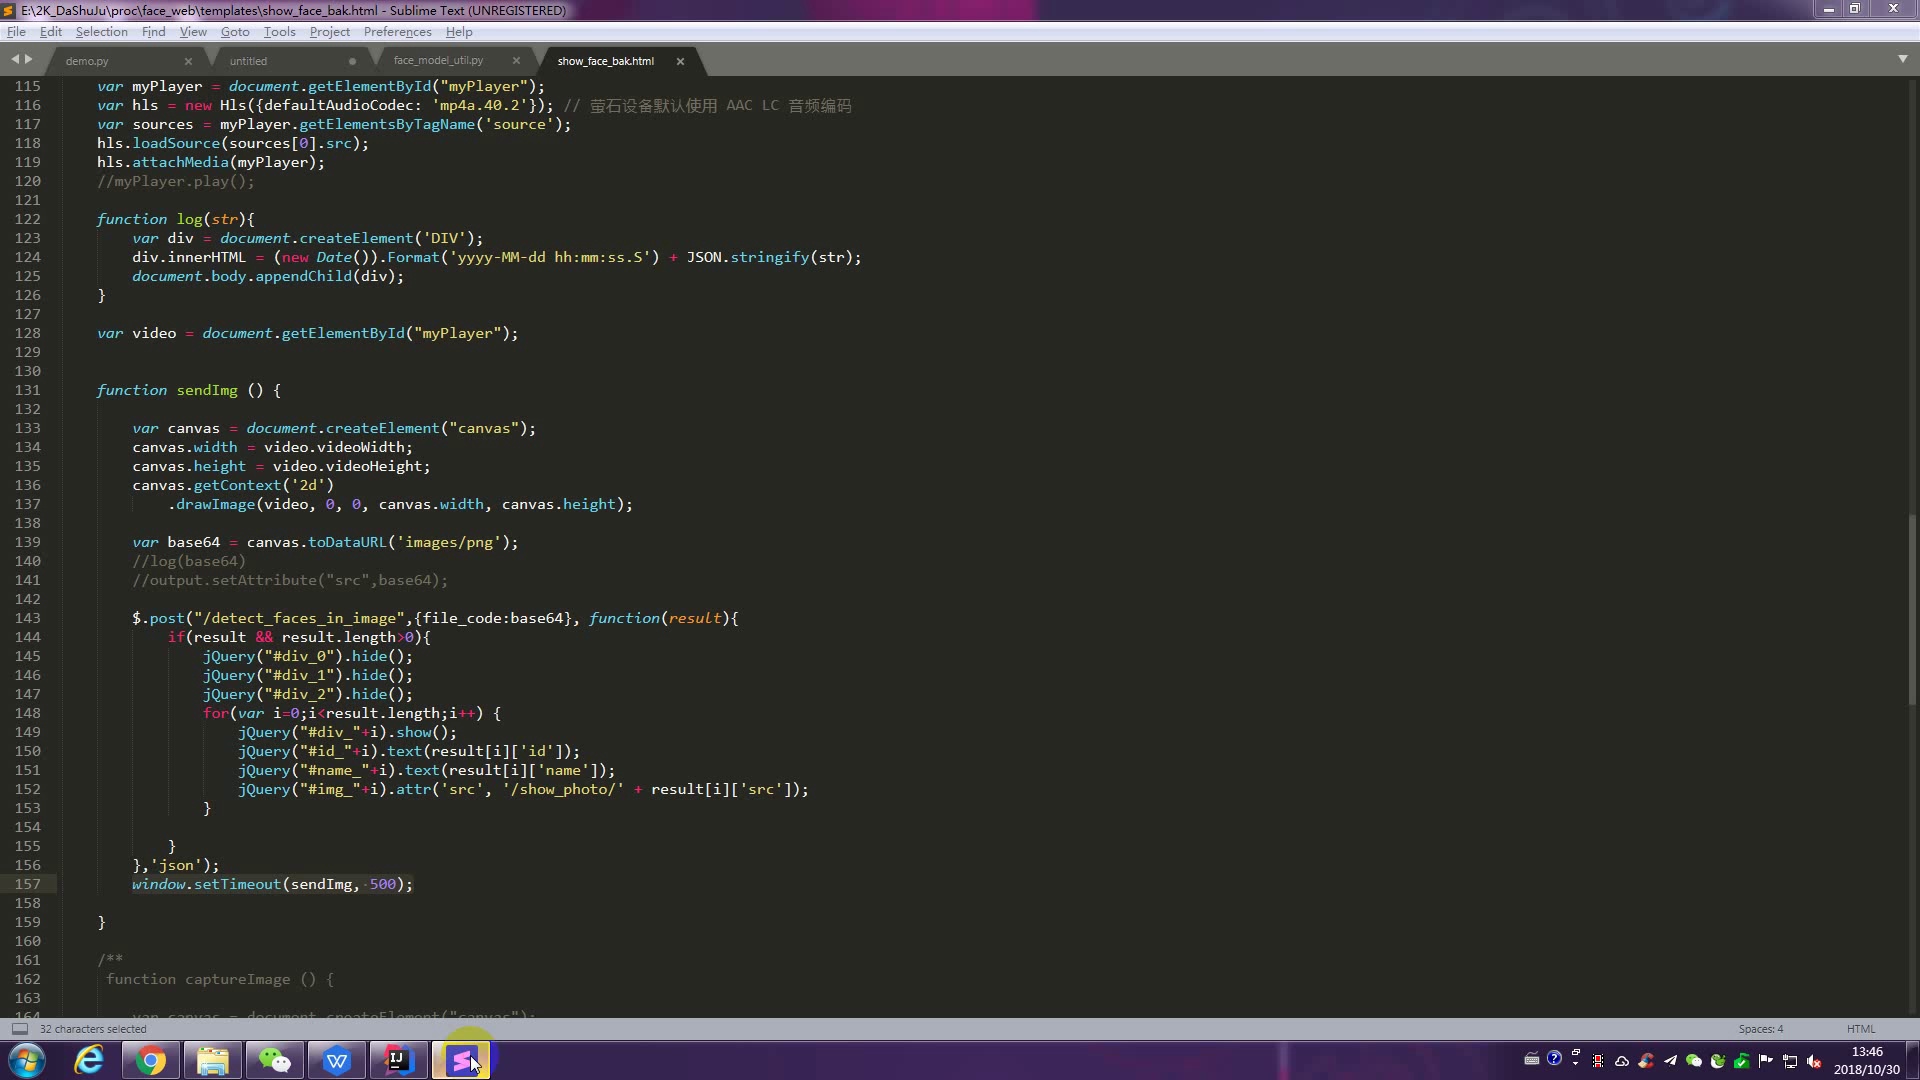 E:\2K_DaShuJu\proc\face_web\templates\show_face_bak.html - Sublime Text (UNREGISTERED)
File Edit Selection Find View Goto Tools Project Preferences Help
demo.py untitled face_model_util.py show_face_bak.html
115 var myPlayer = document.getElementById("myPlayer");
116 var hls = new Hls({defaultAudioCodec: 'mp4a.40.2'}); // 萤石设备默认使用 AAC LC 音频编码
117 var sources = myPlayer.getElementsByTagName('source');
118 hls.loadSource(sources[0].src);
119 hls.attachMedia(myPlayer);
120 //myPlayer.play();
121
122 function log(str){
123 var div = document.createElement('DIV');
124 div.innerHTML = (new Date()).Format('yyyy-MM-dd hh:mm:ss.S') + JSON.stringify(str);
125 document.body.appendChild(div);
126 }
127
128 var video = document.getElementById("myPlayer");
129
130
131 function sendImg () {
132
133 var canvas = document.createElement("canvas");
134 canvas.width = video.videoWidth;
135 canvas.height = video.videoHeight;
136 canvas.getContext('2d')
137 .drawImage(video, 0, 0, canvas.width, canvas.height);
138
139 var base64 = canvas.toDataURL('images/png');
140 //log(base64)
141 //output.setAttribute("src",base64);
142
143 $.post("/detect_faces_in_image",{file_code:base64}, function(result){
144 if(result && result.length>0){
145 jQuery("#div_0").hide();
146 jQuery("#div_1").hide();
147 jQuery("#div_2").hide();
148 for(var i=0;i<result.length;i++) {
149 jQuery("#div_"+i).show();
150 jQuery("#id_"+i).text(result[i]['id']);
151 jQuery("#name_"+i).text(result[i]['name']);
152 jQuery("#img_"+i).attr('src', '/show_photo/' + result[i]['src']);
153 }
154
155 }
156 },'json');
157 window.setTimeout(sendImg, 500);
158
159 }
160
161 /**
162 function captureImage () {
163
164 var canvas = document.createElement("canvas");
32 characters selected Spaces: 4 HTML
13:46
2018/10/30